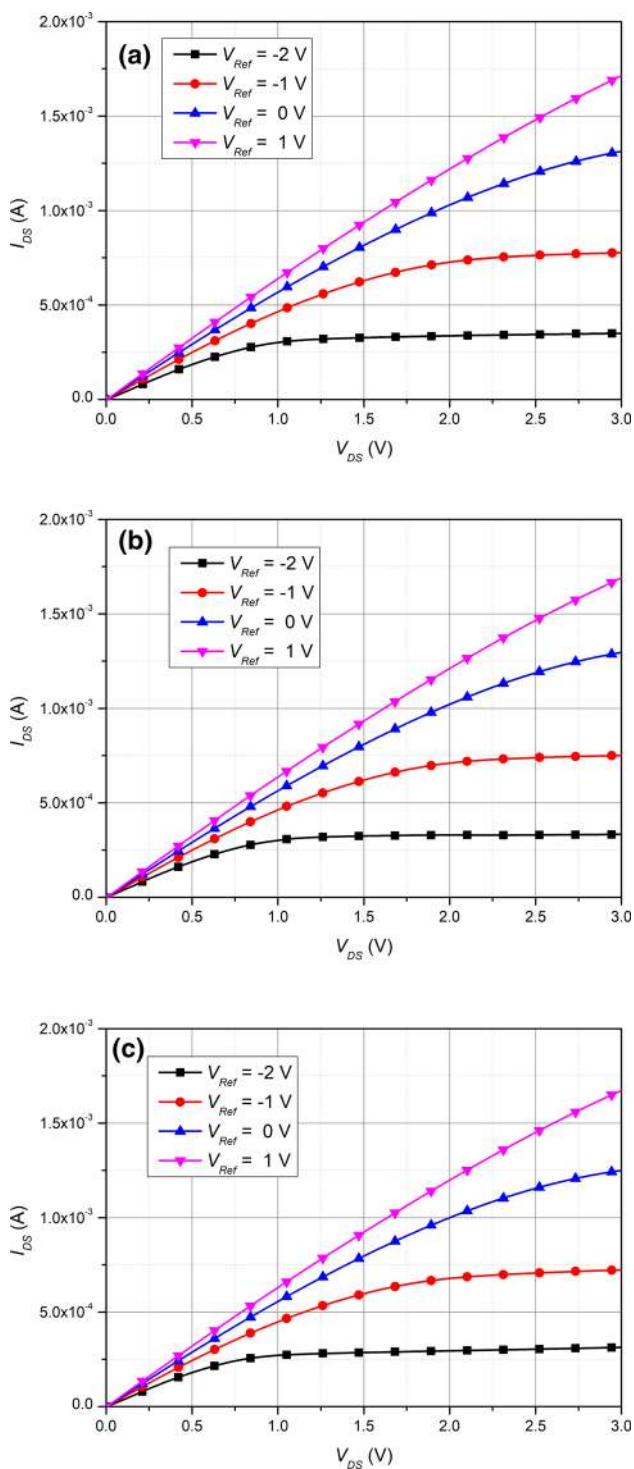 (a)
V_Ref = -2 V
V_Ref = -1 V
V_Ref = 0 V
V_Ref = 1 V
2.0x10⁻³
1.5x10⁻³
1.0x10⁻³
5.0x10⁻⁴
0.0
I_DS (A)
0.0 0.5 1.0 1.5 2.0 2.5 3.0
V_DS (V)
(b)
V_Ref = -2 V
V_Ref = -1 V
V_Ref = 0 V
V_Ref = 1 V
2.0x10⁻³
1.5x10⁻³
1.0x10⁻³
5.0x10⁻⁴
0.0
I_DS (A)
0.0 0.5 1.0 1.5 2.0 2.5 3.0
V_DS (V)
(c)
V_Ref = -2 V
V_Ref = -1 V
V_Ref = 0 V
V_Ref = 1 V
2.0x10⁻³
1.5x10⁻³
1.0x10⁻³
5.0x10⁻⁴
0.0
I_DS (A)
0.0 0.5 1.0 1.5 2.0 2.5 3.0
V_DS (V)